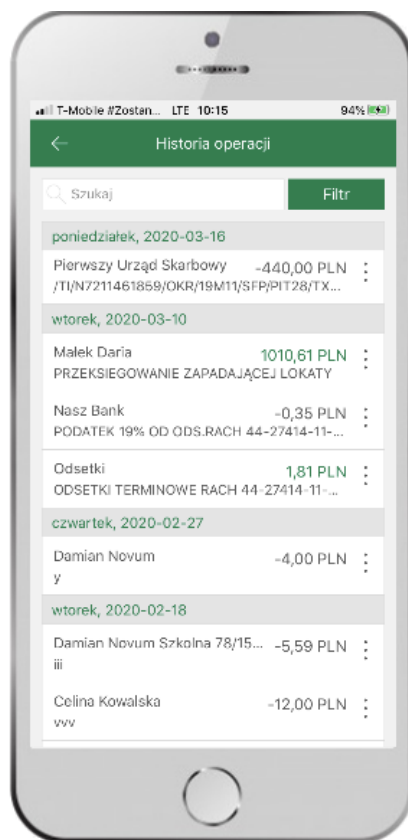 T-Mobile #Zostan... LTE 10:15 94%
Historia operacji
Szukaj Filtr
poniedziałek, 2020-03-16
Pierwszy Urząd Skarbowy -440,00 PLN
/TI/N7211461859/OKR/19M11/SFP/PIT28/TX...
wtorek, 2020-03-10
Małek Daria 1010,61 PLN
PRZEKSIEGOWANIE ZAPADAJĄCEJ LOKATY
Nasz Bank -0,35 PLN
PODATEK 19% OD ODS.RACH 44-27414-11-...
Odsetki 1,81 PLN
ODSETKI TERMINOWE RACH 44-27414-11-...
czwartek, 2020-02-27
Damian Novum -4,00 PLN
y
wtorek, 2020-02-18
Damian Novum Szkolna 78/15... -5,59 PLN
iii
Celina Kowalska -12,00 PLN
vvv